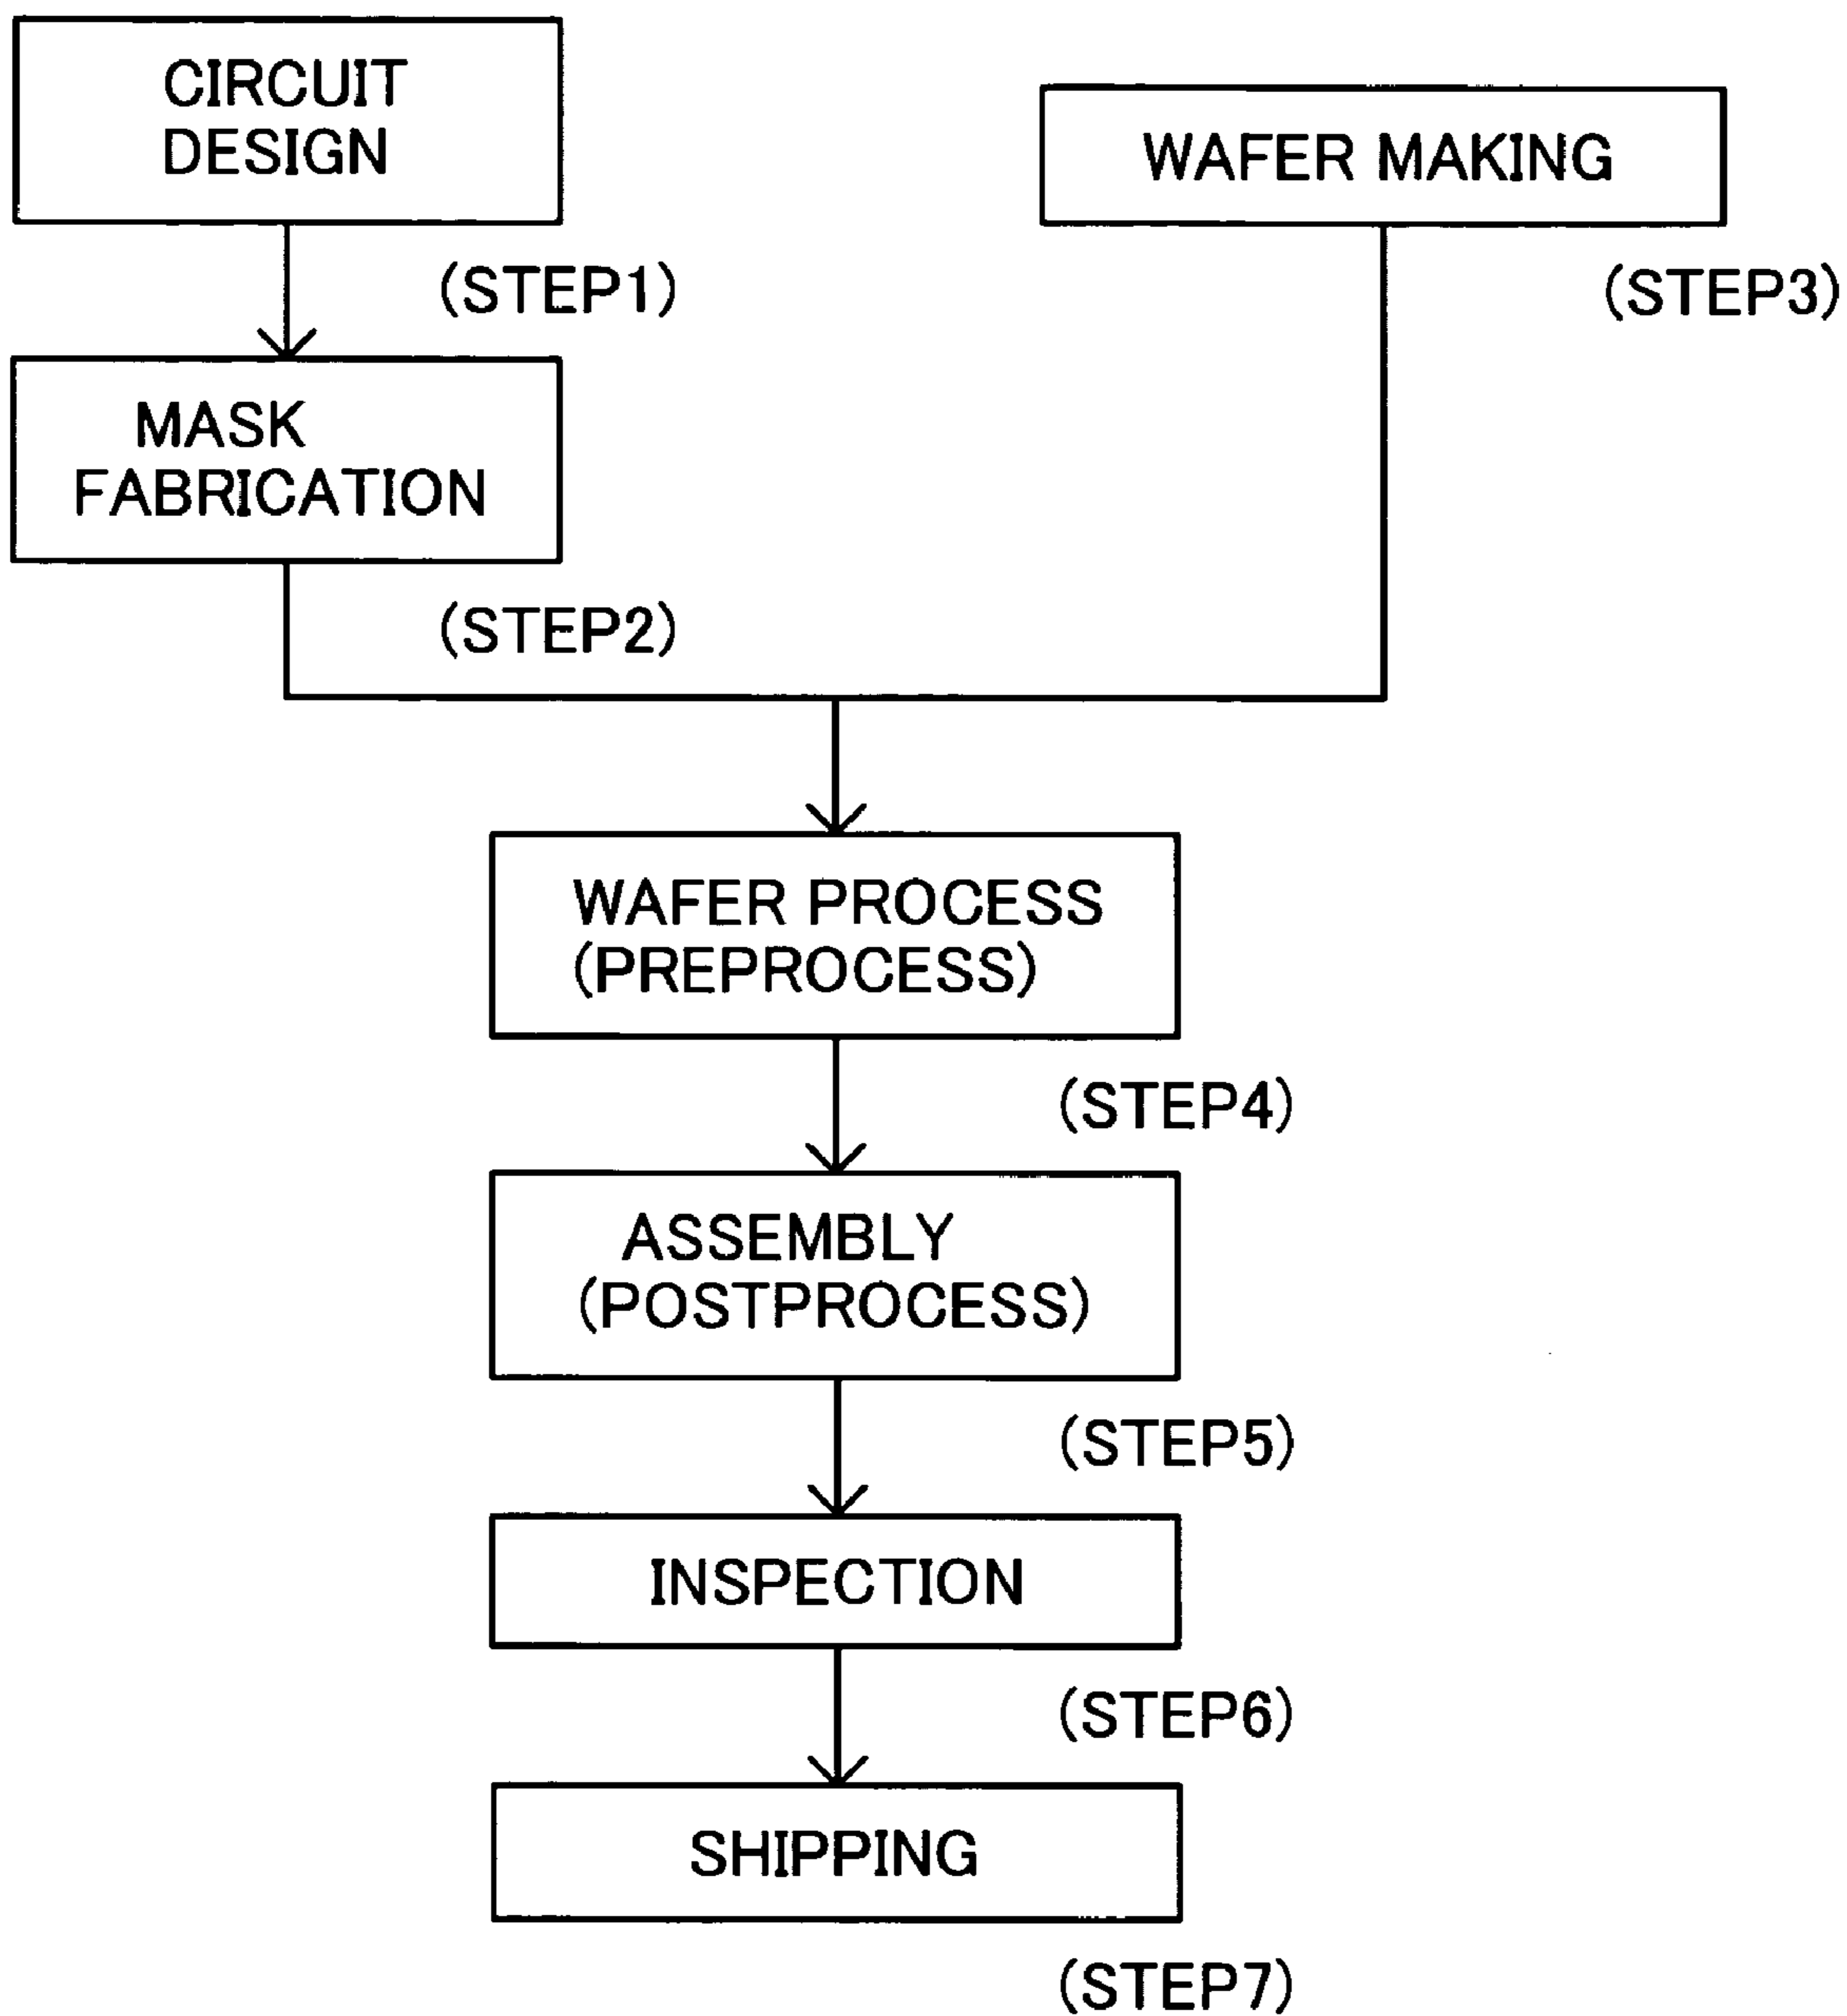 CIRCUIT
DESIGN
(STEP1)
MASK
FABRICATION
(STEP2)
WAFER MAKING
(STEP3)
WAFER PROCESS
(PREPROCESS)
(STEP4)
ASSEMBLY
(POSTPROCESS)
(STEP5)
INSPECTION
(STEP6)
SHIPPING
(STEP7)